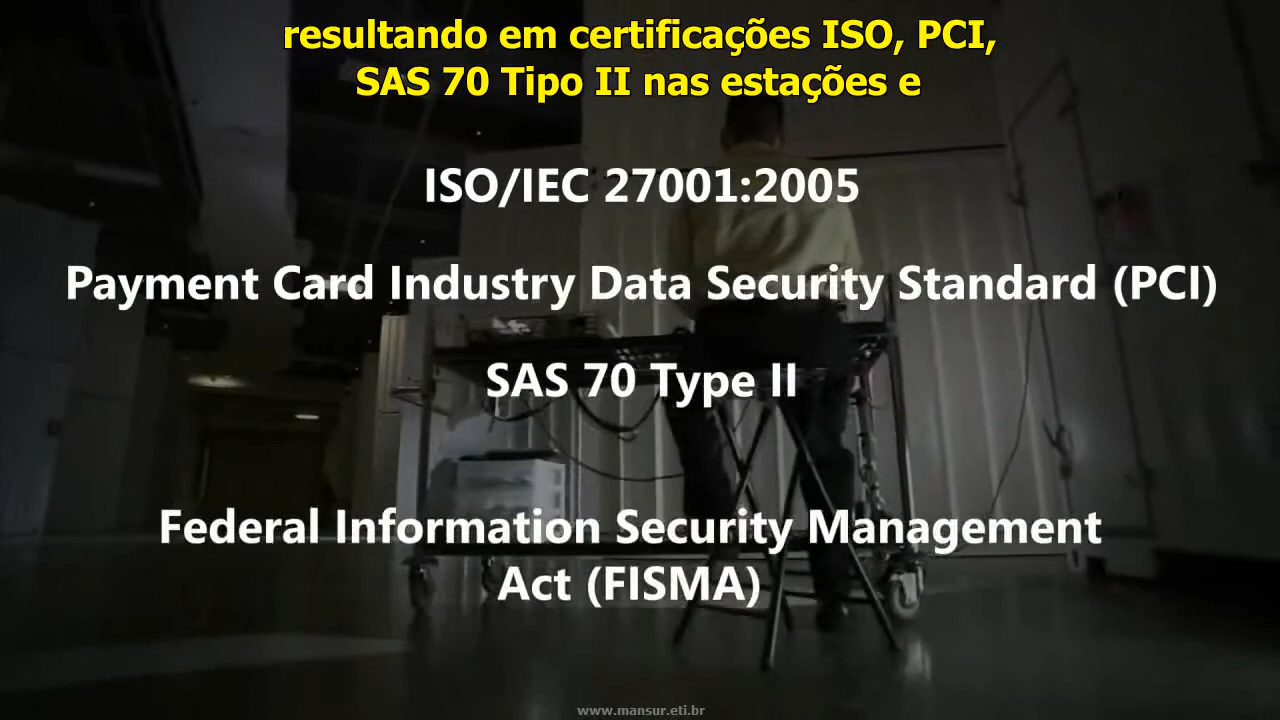 resultando em certificações ISO, PCI,
SAS 70 Tipo II nas estações e
ISO/IEC 27001:2005
Payment Card Industry Data Security Standard (PCI)
SAS 70 Type II
Federal Information Security Management
Act (FISMA)
www.mansur.eti.br